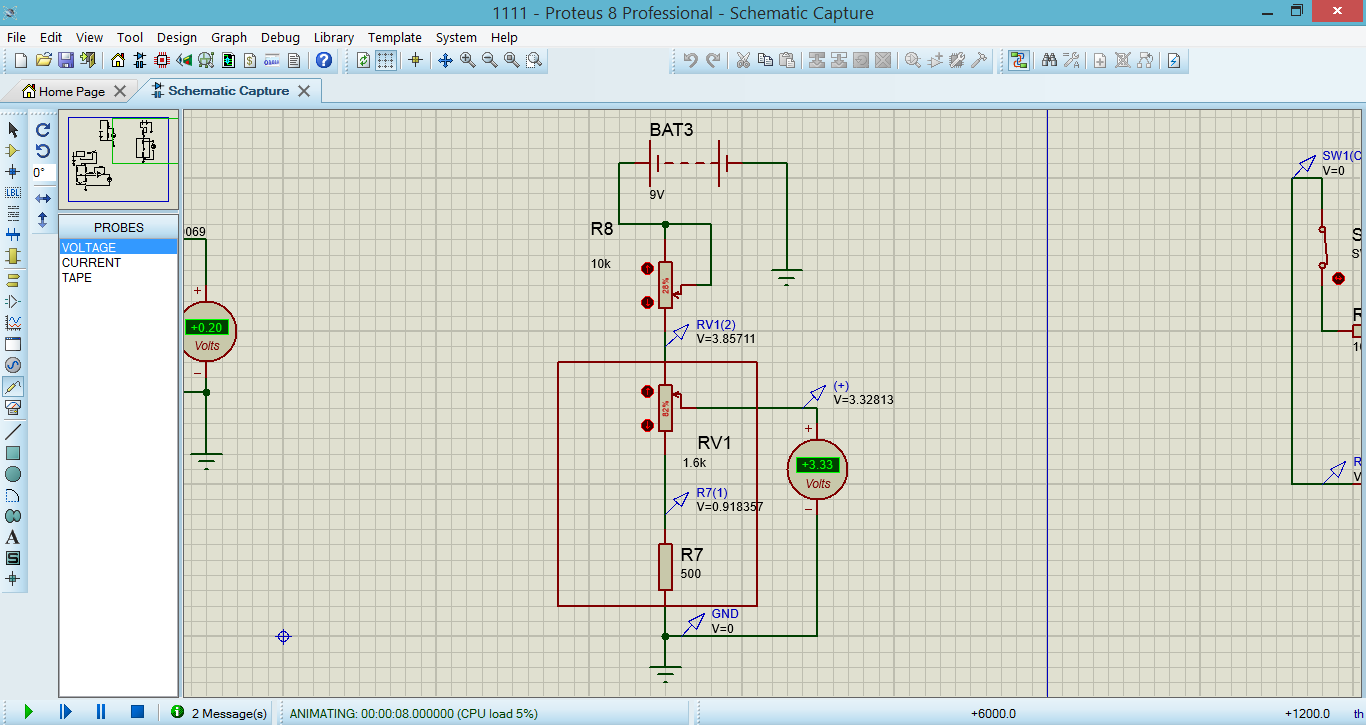 1111 - Proteus 8 Professional - Schematic Capture
File Edit View Tool Design Graph Debug Library Template System Help
Home Page
Schematic Capture
LBL
0°
PROBES
VOLTAGE
CURRENT
TAPE
A
S
069
+
+0.20
Volts
−
BAT3
9V
R8
10k
RV1(2)
V=3.85711
82%
(+)
V=3.32813
RV1
1.6k
+
+3.33
Volts
−
R7(1)
V=0.918357
R7
500
GND
V=0
SW1(C
V=0
S
R
R
V
2 Message(s)
ANIMATING: 00:00:08.000000 (CPU load 5%)
+6000.0
+1200.0
th